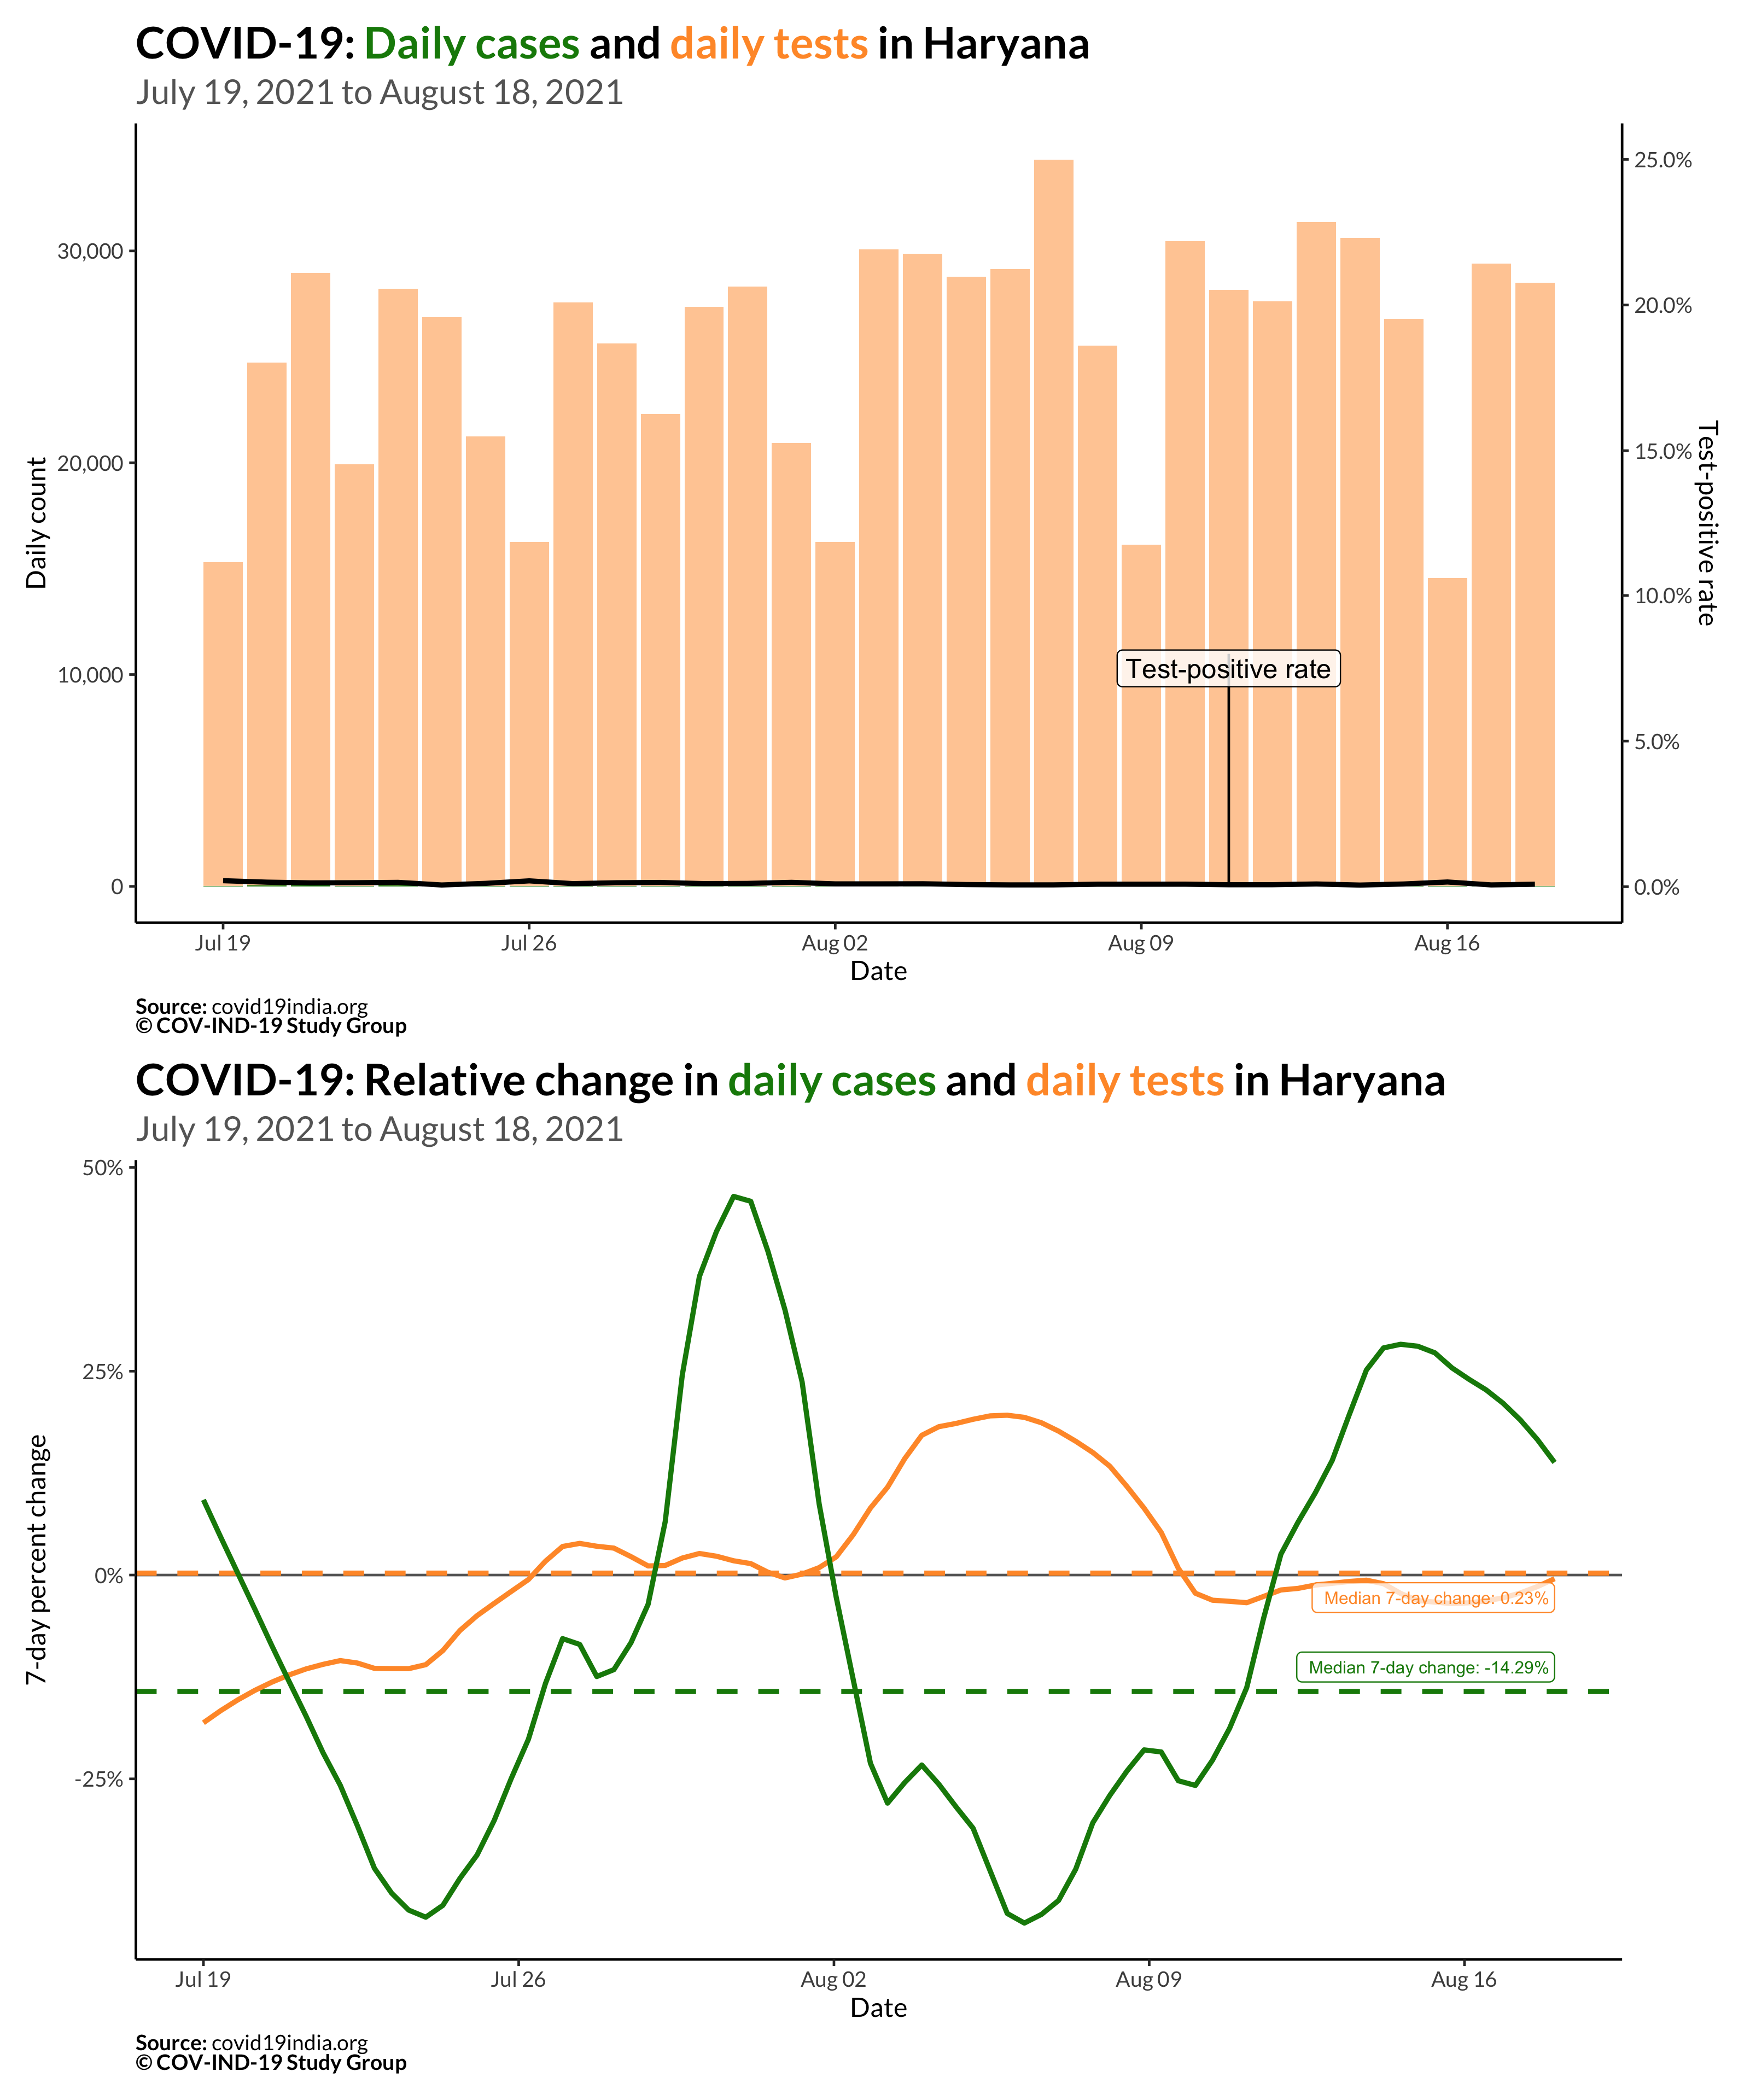 COVID-19: Daily cases and daily tests in Haryana
July 19, 2021 to August 18, 2021
Daily count
30,000
20,000
10,000
0
25.0%
20.0%
15.0%
10.0%
5.0%
0.0%
Test-positive rate
Test-positive rate
Jul 19
Jul 26
Aug 02
Aug 09
Aug 16
Date
Source: covid19india.org
© COV-IND-19 Study Group
COVID-19: Relative change in daily cases and daily tests in Haryana
July 19, 2021 to August 18, 2021
7-day percent change
50%
25%
0%
-25%
Median 7-day change: 0.23%
Median 7-day change: -14.29%
Jul 19
Jul 26
Aug 02
Aug 09
Aug 16
Date
Source: covid19india.org
© COV-IND-19 Study Group